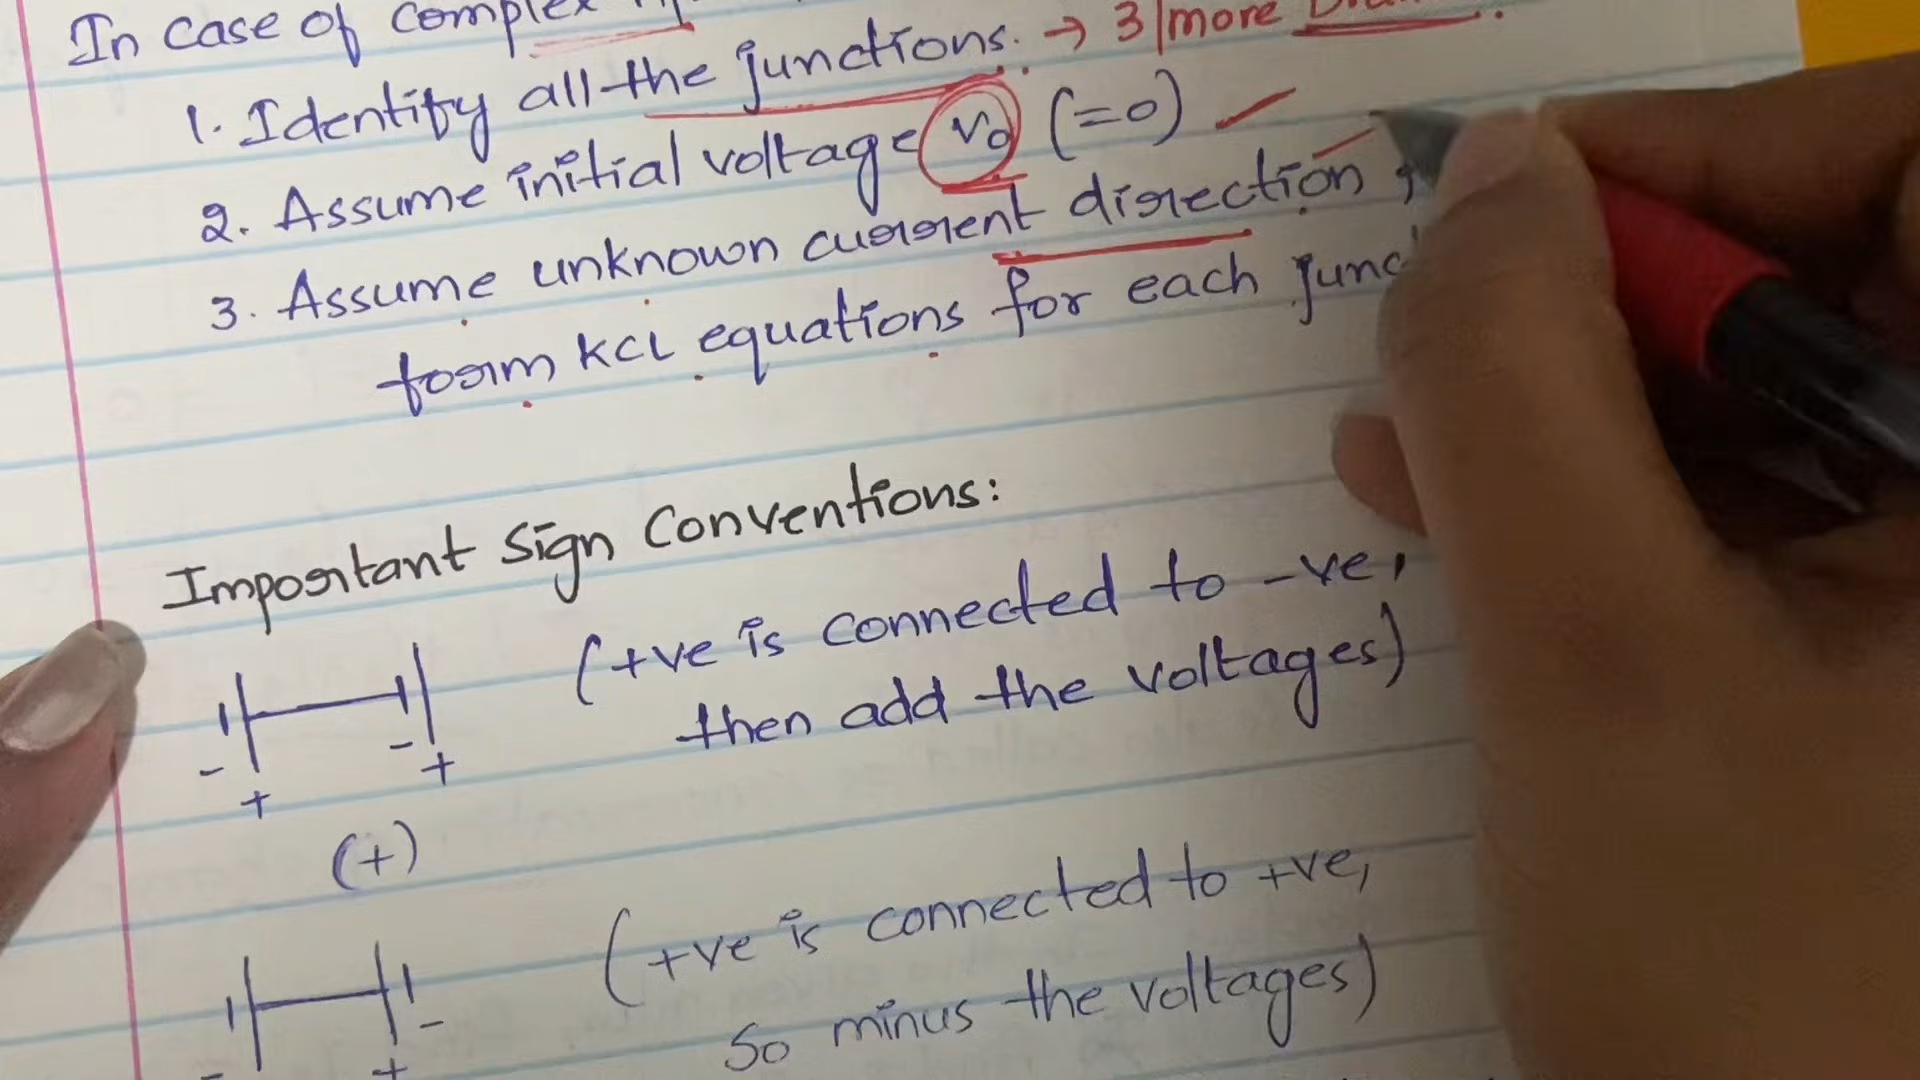 In case of complex
1. Identify all the junctions. → 3/more
2. Assume initial voltage V0 (=0)
3. Assume unknown current direction,
form KCL equations for each
Important Sign Conventions:
(+ve is connected to -ve,
then add the voltages)
- + - +
(+)
(+ve is connected to +ve,
so minus the voltages)
- + -